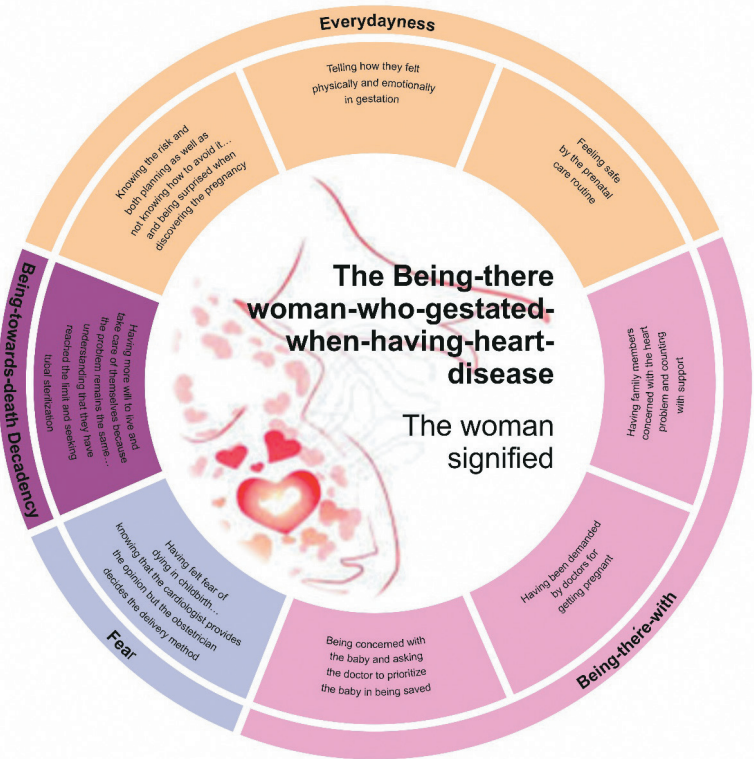 Everydayness
Knowing the risk and
both planning as well as
not knowing how to avoid it...
and being surprised when
discovering the pregnancy
Telling how they felt
physically and emotionally
in gestation
Feeling safe
by the prenatal
care routine
Having family members
concerned with the heart
problem and counting
with support
Having been demanded
by doctors for
getting pregnant
Being concerned with
the baby and asking
the doctor to prioritize
the baby in being saved
Being-there-with
Having felt fear of
dying in childbirth...
knowing that the cardiologist provides
the opinion but the obstetrician
decides the delivery method
Fear
Having more will to live and
take care of themselves because
the problem remains the same...
understanding that they have
reached the limit and seeking
tubal sterilization
Being-towards-death Decadency
The Being-there
woman-who-gestated-
when-having-heart-
disease
The woman
signified